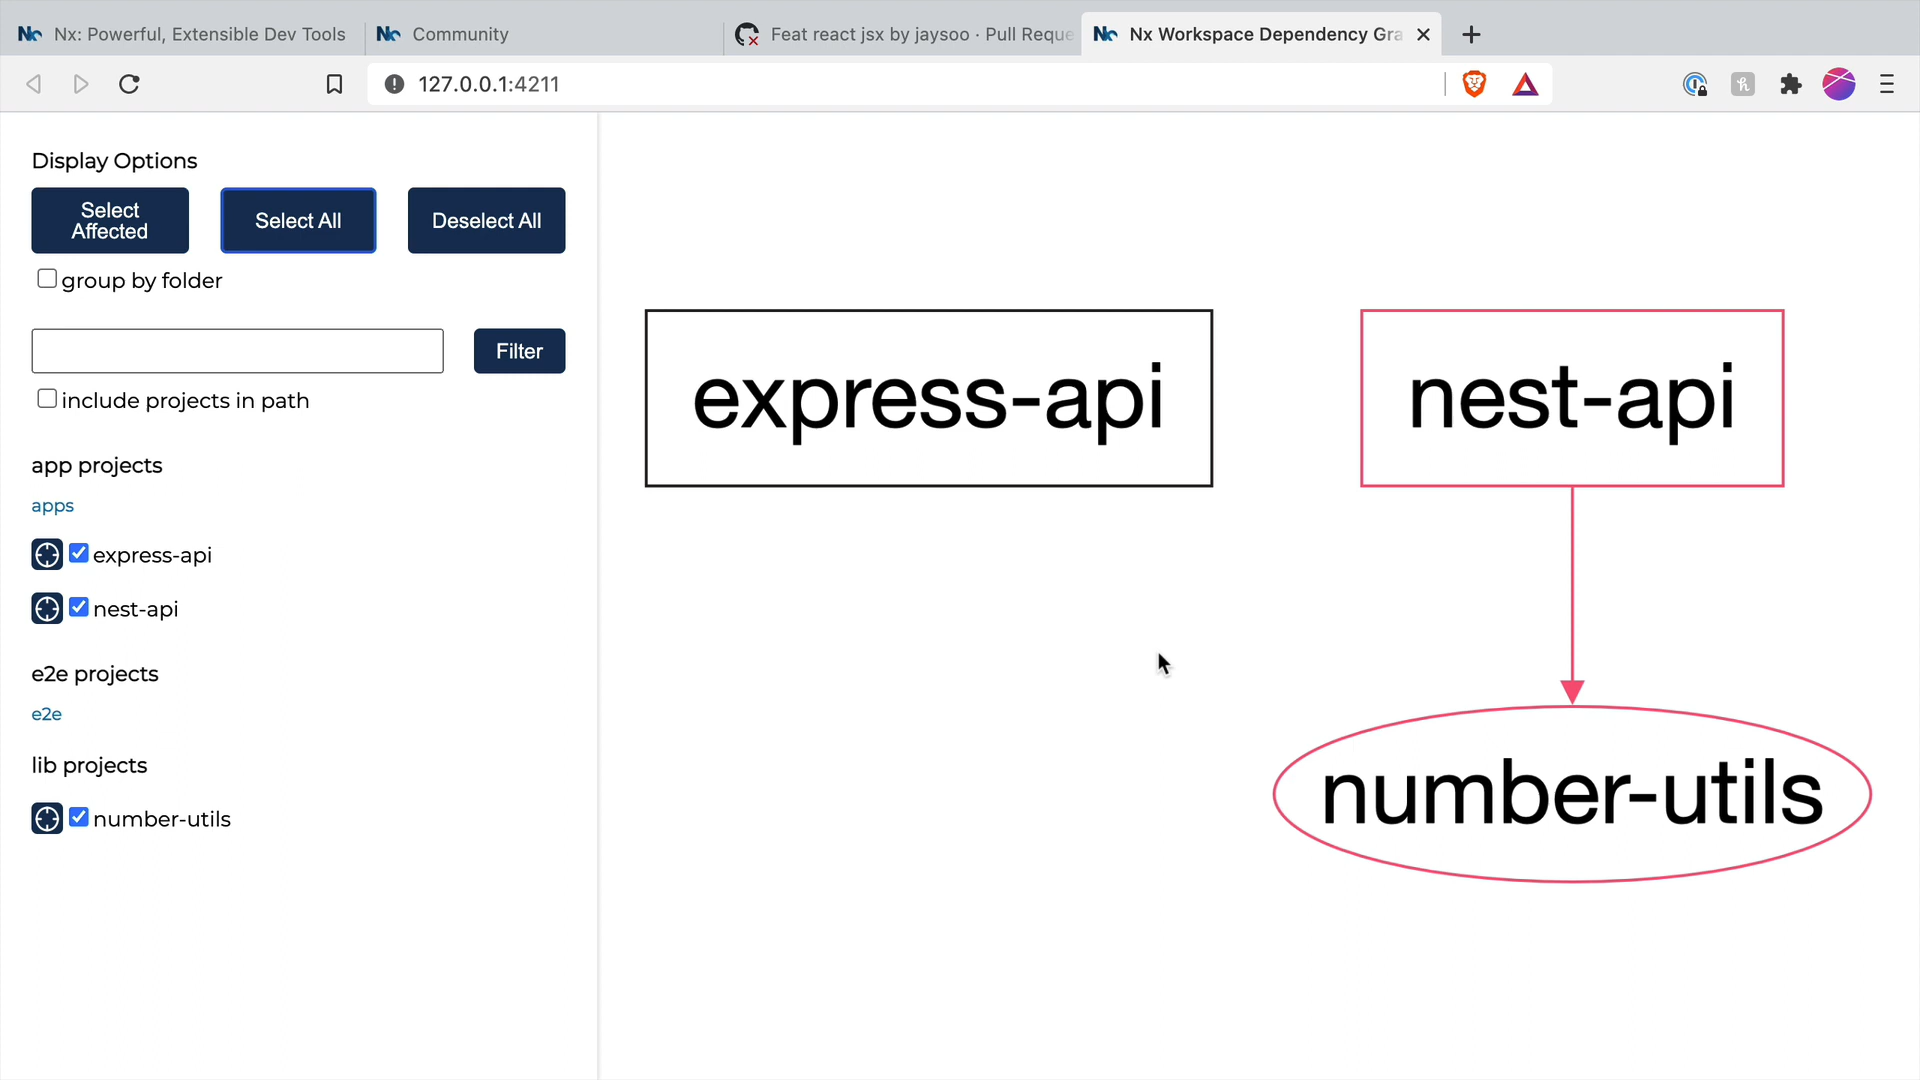 Nx: Powerful, Extensible Dev Tools
Community
Feat react jsx by jaysoo · Pull Reque
Nx Workspace Dependency Gra
127.0.0.1:4211
Display Options
Select Affected
Select All
Deselect All
group by folder
Filter
include projects in path
app projects
apps
express-api
nest-api
e2e projects
e2e
lib projects
number-utils
express-api
nest-api
number-utils